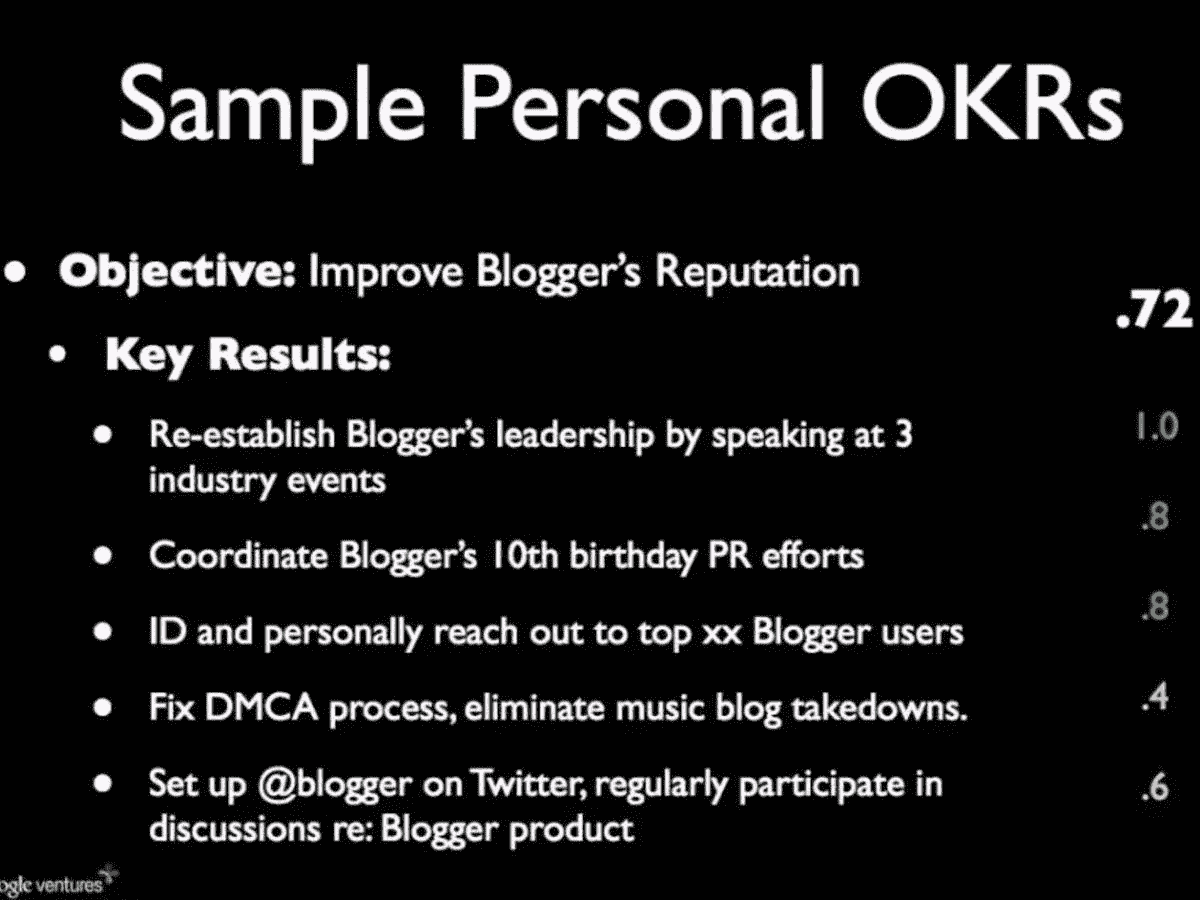 Sample Personal OKRs
• Objective: Improve Blogger's Reputation
.72
• Key Results:
• Re-establish Blogger's leadership by speaking at 3
industry events
1.0
• Coordinate Blogger's 10th birthday PR efforts
.8
• ID and personally reach out to top xx Blogger users
.8
• Fix DMCA process, eliminate music blog takedowns.
.4
• Set up @blogger on Twitter, regularly participate in
discussions re: Blogger product
.6
ogle ventures